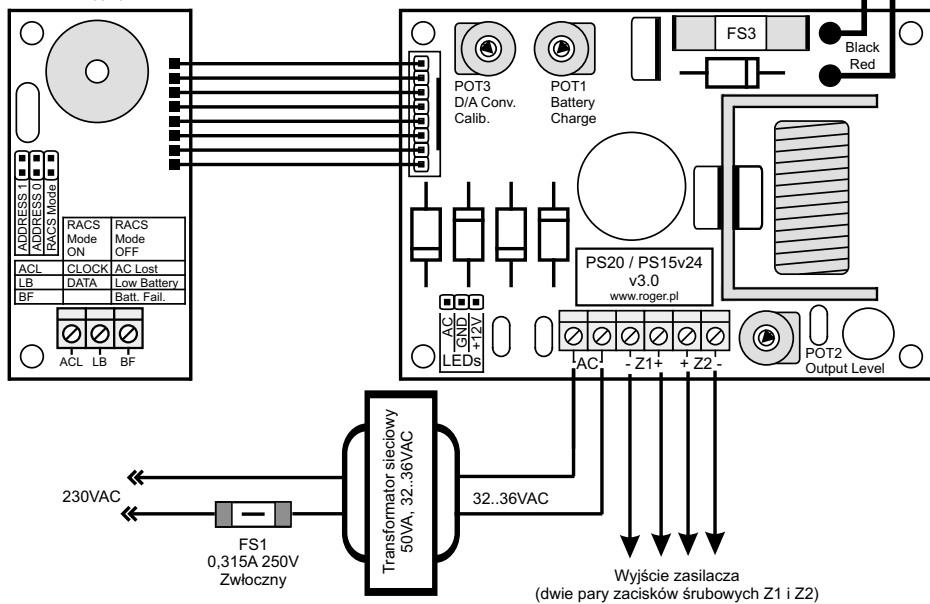 FS3
Black
Red
POT3
D/A Conv.
Calib.
POT1
Battery
Charge
ADDRESS 1
ADDRESS 0
RACS Mode
RACS Mode ON
RACS Mode OFF
ACL CLOCK AC Lost
LB DATA Low Battery
BF Batt. Fail.
ACL LB BF
PS20 / PS15v24
v3.0
www.roger.pl
AC
GND
+12V
LEDs
AC - Z1+ + Z2 -
POT2
Output Level
230VAC
FS1
0,315A 250V
Zwłoczny
Transformator sieciowy
50VA, 32..36VAC
32..36VAC
Wyjście zasilacza
(dwie pary zacisków śrubowych Z1 i Z2)